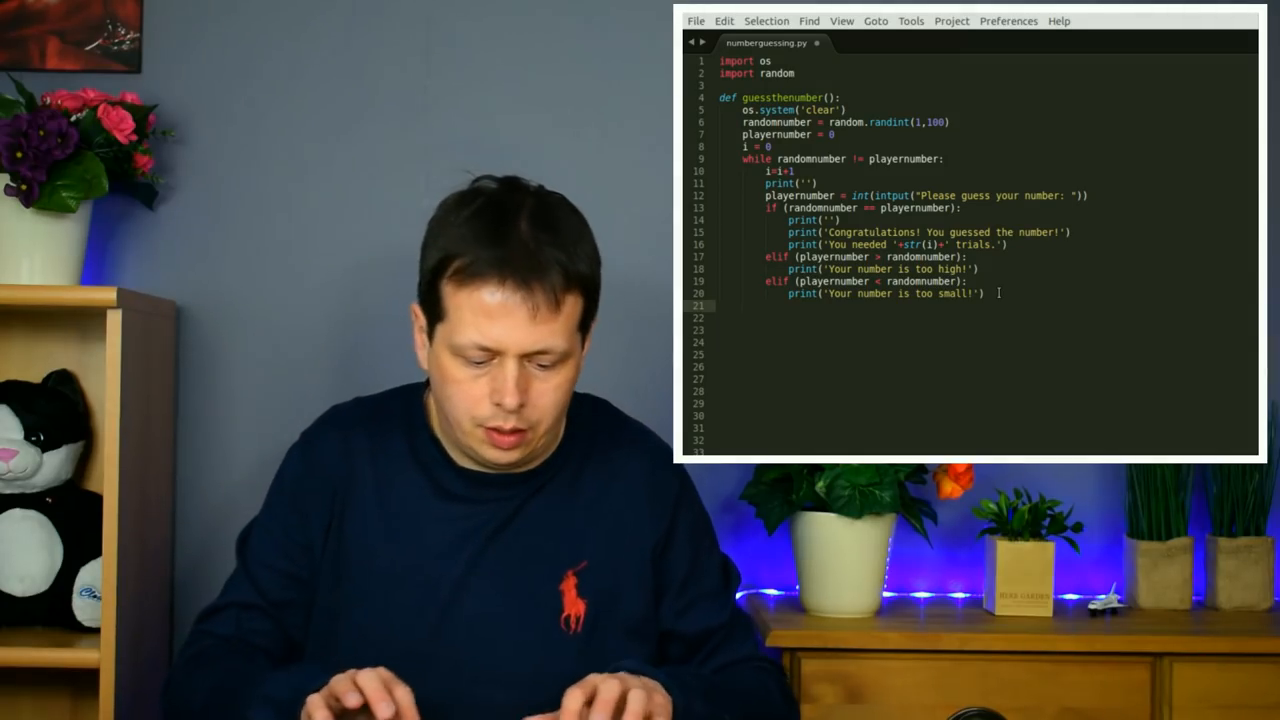 File Edit Selection Find View Goto Tools Project Preferences Help
numberguessing.py
1 import os
2 import random
3
4 def guessthenumber():
5 os.system('clear')
6 randomnumber = random.randint(1,100)
7 playernumber = 0
8 i = 0
9 while randomnumber != playernumber:
10 i=i+1
11 print('')
12 playernumber = int(intput("Please guess your number: "))
13 if (randomnumber == playernumber):
14 print('')
15 print('Congratulations! You guessed the number!')
16 print('You needed '+str(i)+' trials.')
17 elif (playernumber > randomnumber):
18 print('Your number is too high!')
19 elif (playernumber < randomnumber):
20 print('Your number is too small!')
21
22
23
24
25
26
27
28
29
30
31
32
33
HERB GARDEN